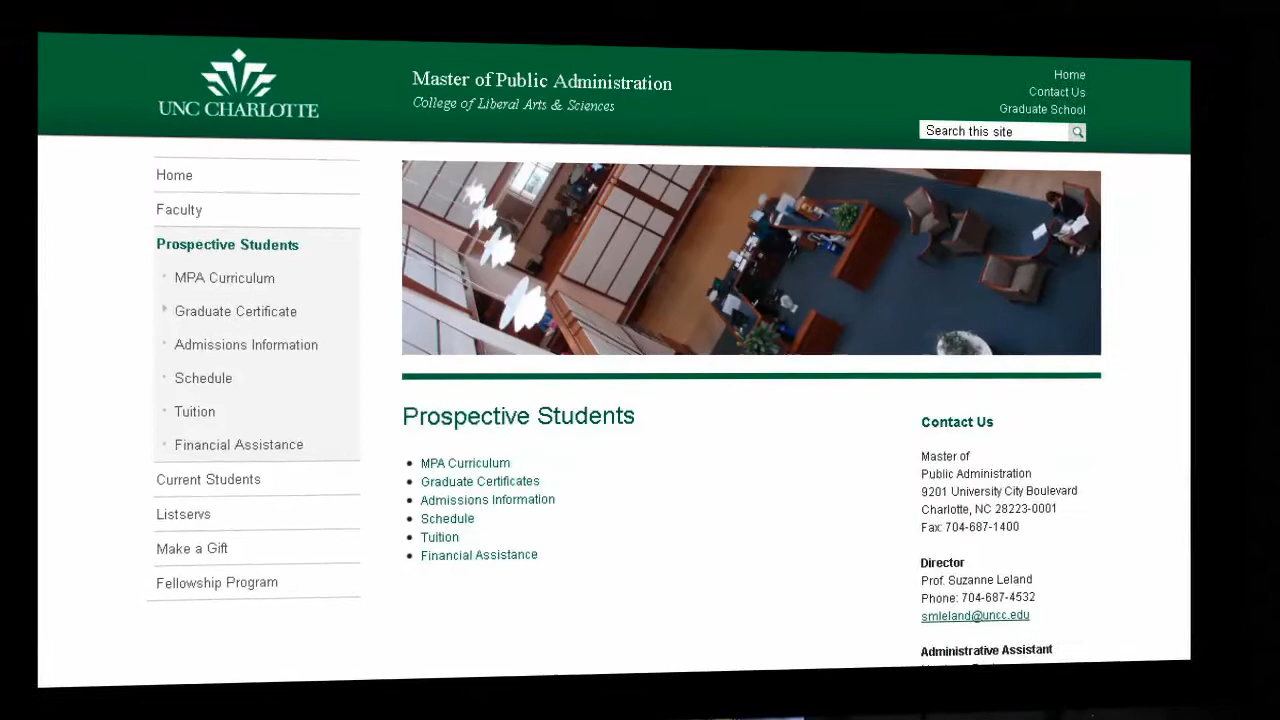 UNC CHARLOTTE
Master of Public Administration
College of Liberal Arts & Sciences
Home
Contact Us
Graduate School
Search this site
Home
Faculty
Prospective Students
MPA Curriculum
Graduate Certificate
Admissions Information
Schedule
Tuition
Financial Assistance
Current Students
Listservs
Make a Gift
Fellowship Program
Prospective Students
MPA Curriculum
Graduate Certificates
Admissions Information
Schedule
Tuition
Financial Assistance
Contact Us
Master of
Public Administration
9201 University City Boulevard
Charlotte, NC 28223-0001
Fax: 704-687-1400
Director
Prof. Suzanne Leland
Phone: 704-687-4532
smleland@uncc.edu
Administrative Assistant